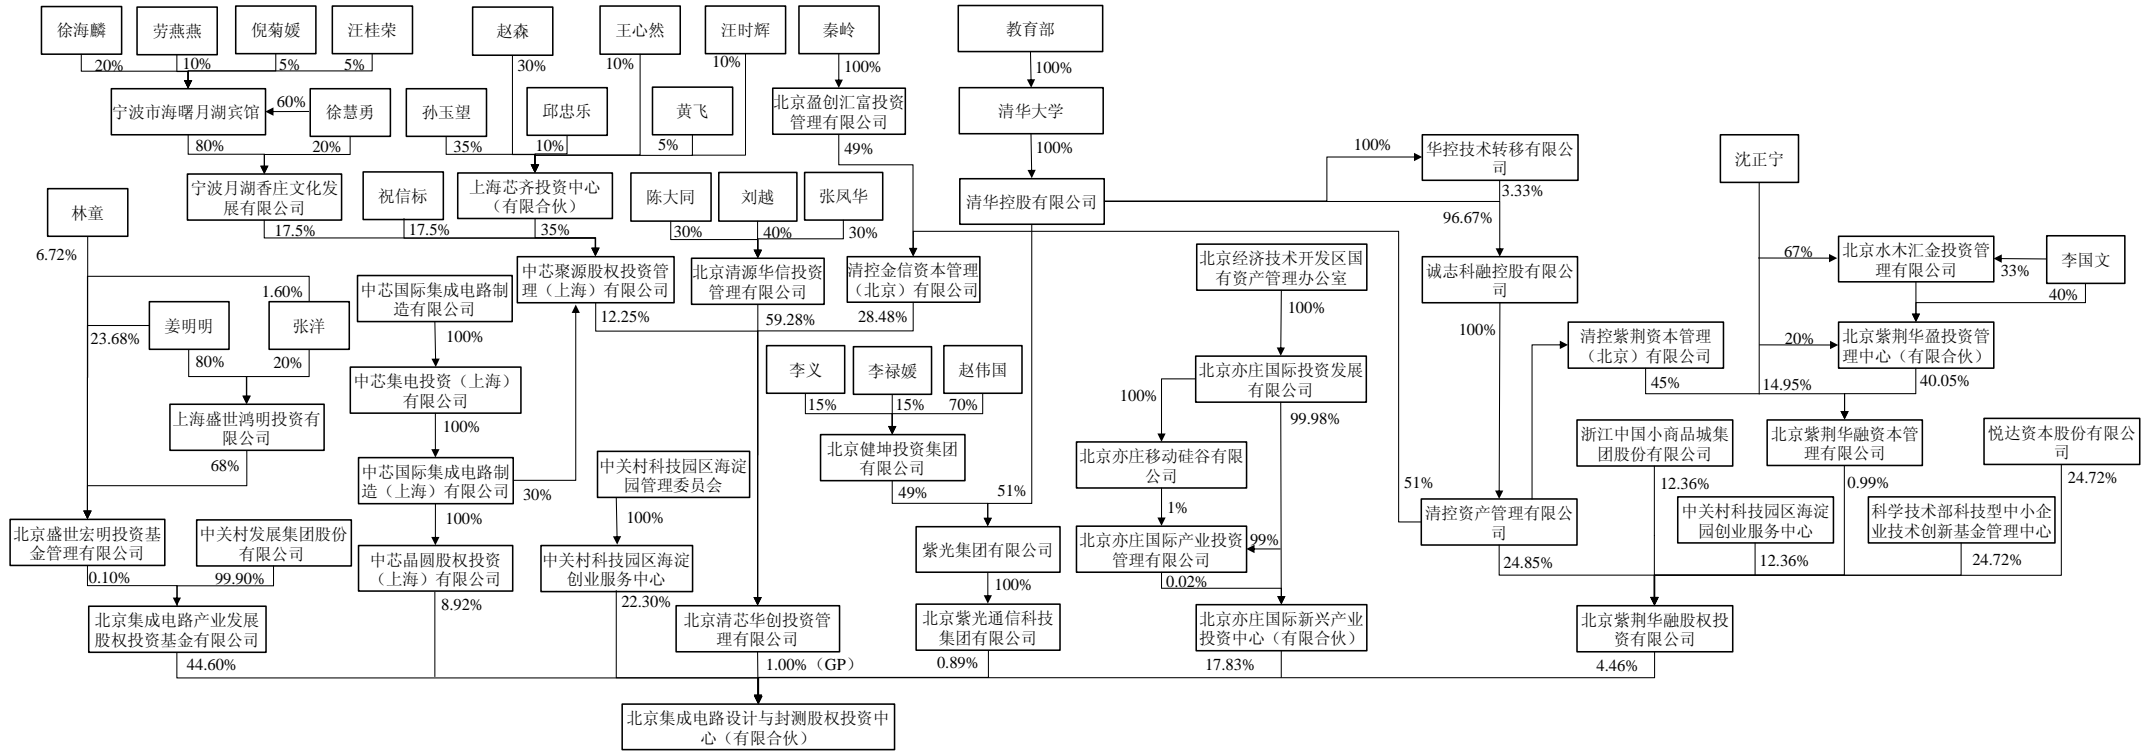 徐海麟
劳燕燕
倪菊媛
汪桂荣
赵森
王心然
汪时辉
秦岭
教育部
20%
10%
5%
5%
30%
10%
10%
100%
100%
宁波市海曙月湖宾馆
60%
徐慧勇
孙玉望
邱忠乐
黄飞
北京盈创汇富投资
管理有限公司
清华大学
80%
20%
35%
10%
5%
49%
100%
100%
华控技术转移有限公
司
沈正宁
宁波月湖香庄文化发
展有限公司
祝信标
上海芯齐投资中心
（有限合伙）
陈大同
刘越
张凤华
清华控股有限公司
3.33%
96.67%
林童
17.5%
17.5%
35%
30%
40%
30%
6.72%
中芯聚源股权投资管
理（上海）有限公司
北京清源华信投资
管理有限公司
清控金信资本管理
（北京）有限公司
北京经济技术开发区国
有资产管理办公室
诚志科融控股有限公
司
67%
北京水木汇金投资管
理有限公司
33%
李国文
1.60%
中芯国际集成电路制
造有限公司
12.25%
59.28%
28.48%
100%
40%
姜明明
张洋
23.68%
100%
100%
清控紫荆资本管理
（北京）有限公司
20%
北京紫荆华盈投资管
理中心（有限合伙）
80%
20%
中芯集电投资（上海）
有限公司
李义
李禄媛
赵伟国
北京亦庄国际投资发展
有限公司
45%
14.95%
40.05%
15%
15%
70%
100%
99.98%
上海盛世鸿明投资有
限公司
100%
北京健坤投资集团
有限公司
北京亦庄移动硅谷有限
公司
浙江中国小商品城集
团股份有限公司
北京紫荆华融资本管
理有限公司
悦达资本股份有限公
司
68%
中芯国际集成电路制
造（上海）有限公司
30%
中关村科技园区海淀
园管理委员会
49%
51%
51%
12.36%
0.99%
24.72%
100%
100%
1%
清控资产管理有限公
司
中关村科技园区海淀
园创业服务中心
科学技术部科技型中小企
业技术创新基金管理中心
北京盛世宏明投资基
金管理有限公司
中关村发展集团股份
有限公司
中芯晶圆股权投资
（上海）有限公司
中关村科技园区海淀
创业服务中心
紫光集团有限公司
北京亦庄国际产业投资
管理有限公司
99%
24.85%
12.36%
24.72%
0.10%
99.90%
8.92%
22.30%
100%
0.02%
北京集成电路产业发展
股权投资基金有限公司
北京清芯华创投资管
理有限公司
北京紫光通信科技
集团有限公司
北京亦庄国际新兴产业
投资中心（有限合伙）
北京紫荆华融股权投
资有限公司
44.60%
1.00%（GP）
0.89%
17.83%
4.46%
北京集成电路设计与封测股权投资中
心（有限合伙）